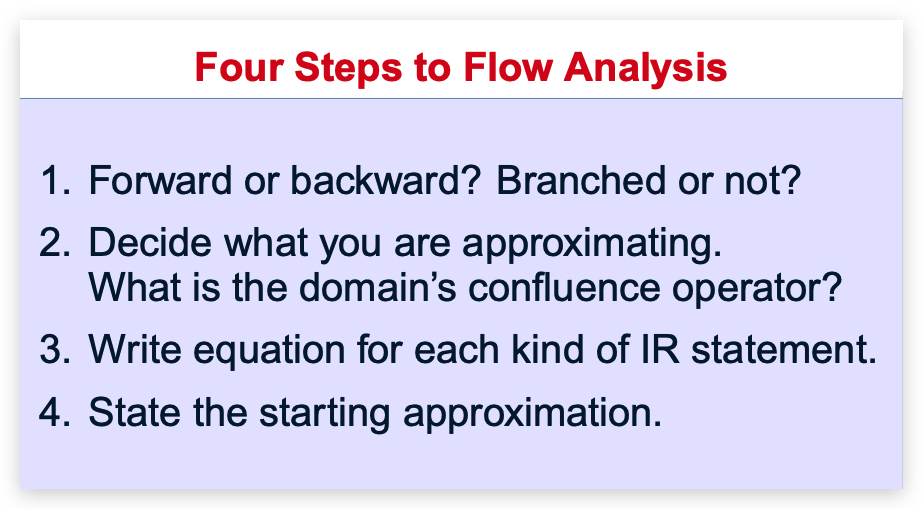 Four Steps to Flow Analysis
1. Forward or backward? Branched or not?
2. Decide what you are approximating.
What is the domain’s confluence operator?
3. Write equation for each kind of IR statement.
4. State the starting approximation.